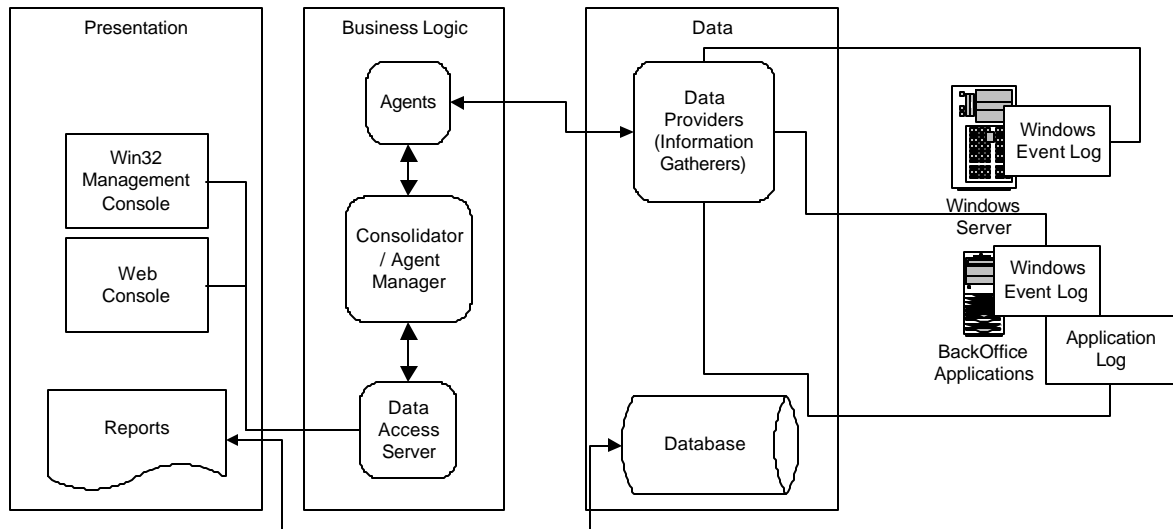 Presentation
Business Logic
Data
Agents
Data
Providers
(Information
Gatherers)
Windows
Event Log
Windows
Server
Win32
Management
Console
Consolidator
/ Agent
Manager
Web
Console
Windows
Event Log
BackOffice
Applications
Application
Log
Reports
Data
Access
Server
Database